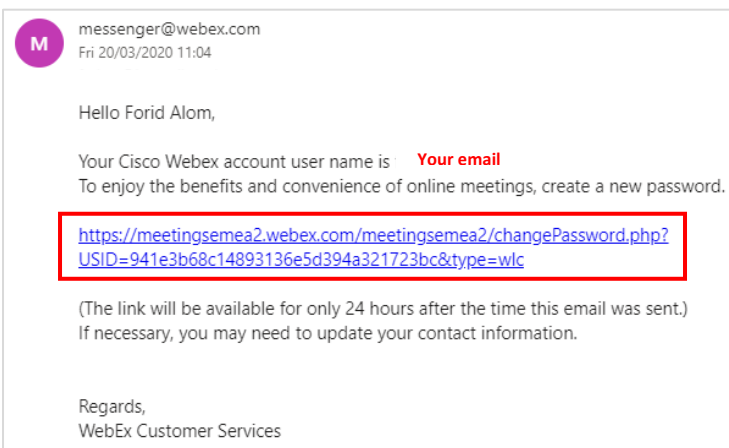 M
messenger@webex.com
Fri 20/03/2020 11:04
Hello Forid Alom,
Your Cisco Webex account user name is Your email
To enjoy the benefits and convenience of online meetings, create a new password.
https://meetingsemea2.webex.com/meetingsemea2/changePassword.php?
USID=941e3b68c14893136e5d394a321723bc&type=wlc
(The link will be available for only 24 hours after the time this email was sent.)
If necessary, you may need to update your contact information.
Regards,
WebEx Customer Services